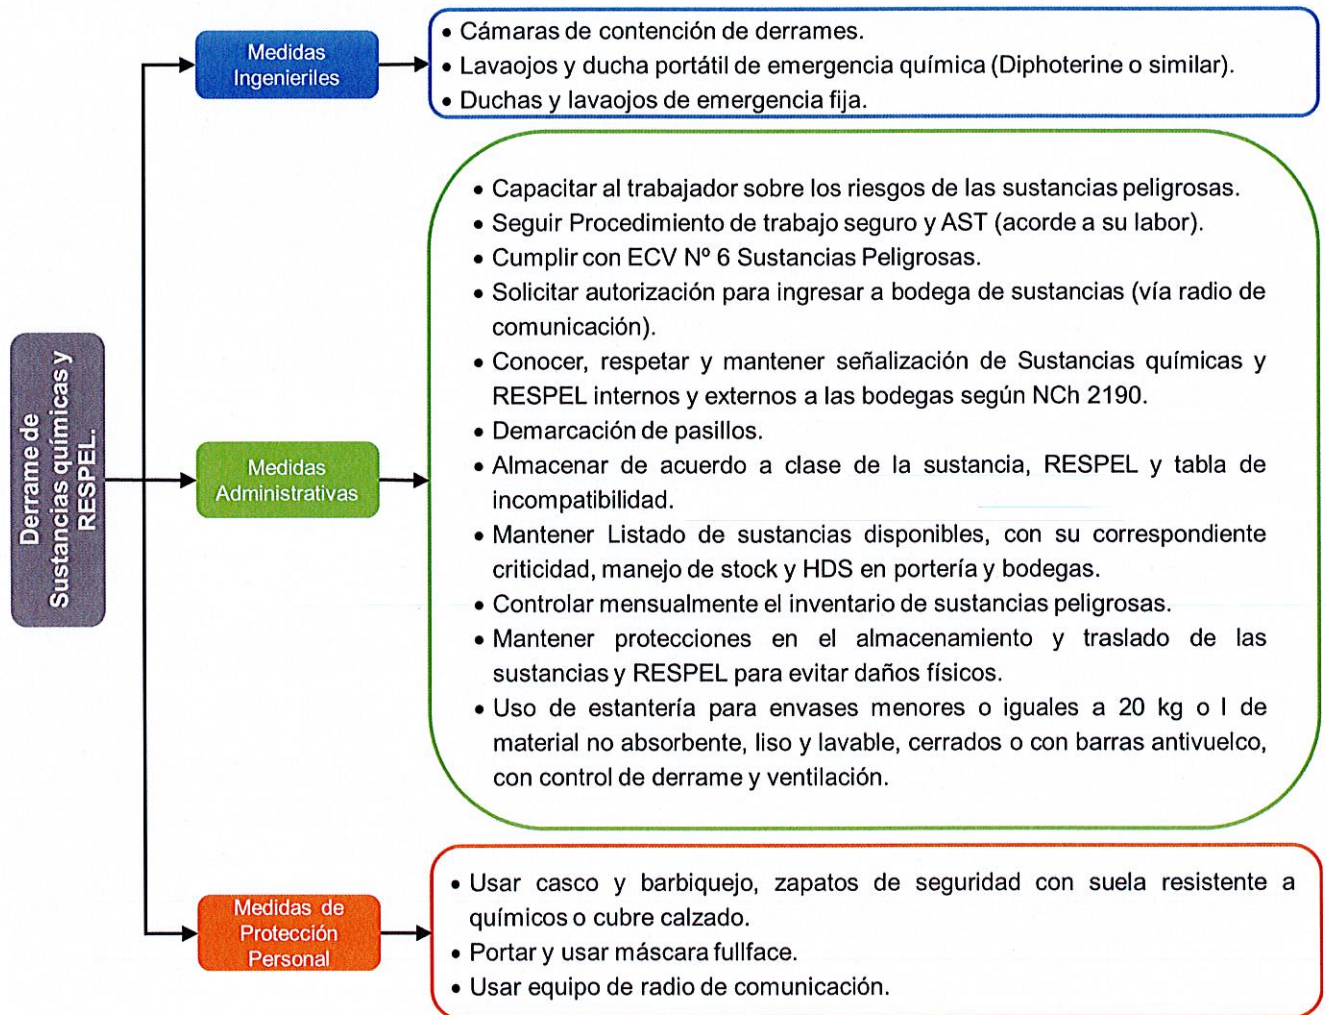 Derrame de
Sustancias químicas y
RESPEL.
Medidas
Ingenieriles
• Cámaras de contención de derrames.
• Lavaojos y ducha portátil de emergencia química (Diphoterine o similar).
• Duchas y lavaojos de emergencia fija.
Medidas
Administrativas
• Capacitar al trabajador sobre los riesgos de las sustancias peligrosas.
• Seguir Procedimiento de trabajo seguro y AST (acorde a su labor).
• Cumplir con ECV Nº 6 Sustancias Peligrosas.
• Solicitar autorización para ingresar a bodega de sustancias (vía radio de
comunicación).
• Conocer, respetar y mantener señalización de Sustancias químicas y
RESPEL internos y externos a las bodegas según NCh 2190.
• Demarcación de pasillos.
• Almacenar de acuerdo a clase de la sustancia, RESPEL y tabla de
incompatibilidad.
• Mantener Listado de sustancias disponibles, con su correspondiente
criticidad, manejo de stock y HDS en portería y bodegas.
• Controlar mensualmente el inventario de sustancias peligrosas.
• Mantener protecciones en el almacenamiento y traslado de las
sustancias y RESPEL para evitar daños físicos.
• Uso de estantería para envases menores o iguales a 20 kg o l de
material no absorbente, liso y lavable, cerrados o con barras antivuelco,
con control de derrame y ventilación.
Medidas de
Protección
Personal
• Usar casco y barbiquejo, zapatos de seguridad con suela resistente a
químicos o cubre calzado.
• Portar y usar máscara fullface.
• Usar equipo de radio de comunicación.